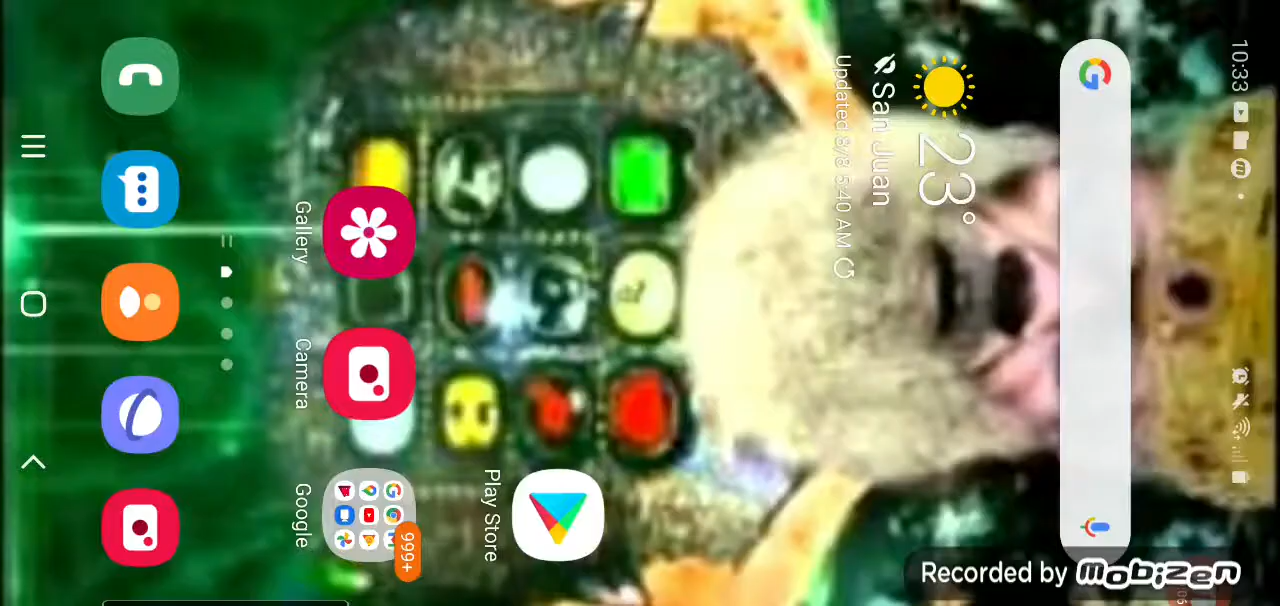 10:33
23°
San Juan
Updated 8/8 5:40 AM
Play Store
Gallery
Camera
Google
999+
Recorded by mobizen